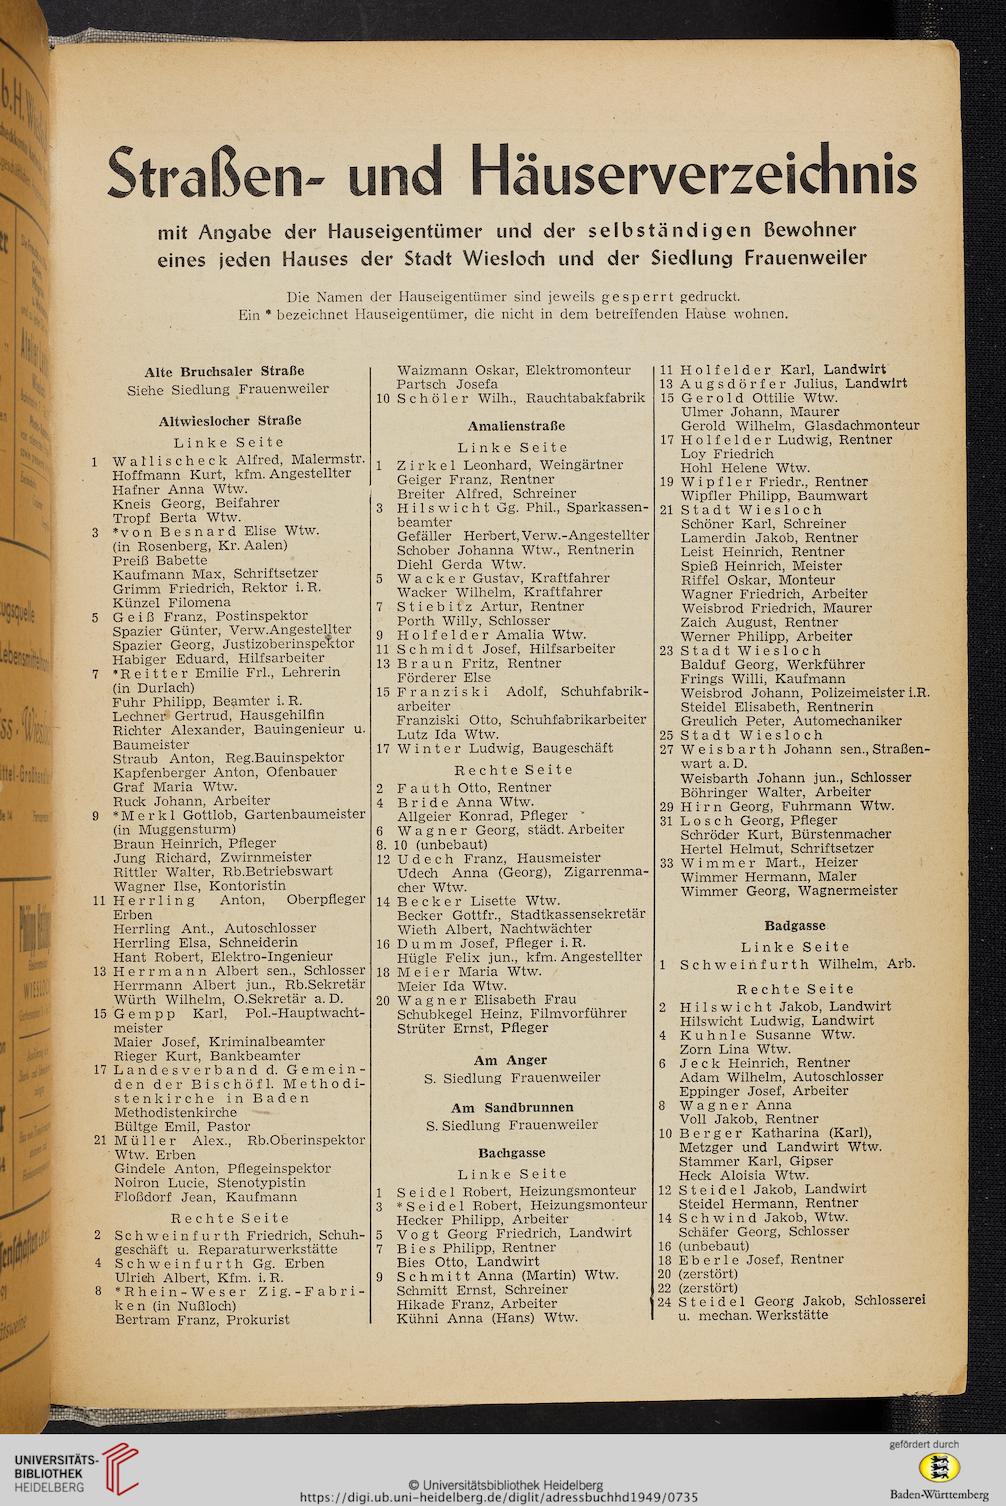 Straßen- und Häuserverzeichnis
mit Angabe der Hauseigentümer und der selbständigen Bewohner
eines jeden Hauses der Stadt Wiesloch und der Siedlung Frauenweiler
Die Namen der Hauseigentümer sind jeweils gesperrt gedruckt.
Ein * bezeichnet Hauseigentümer, die nicht in dem betreffenden Hause wohnen.
Alte Bruchsaler Straße
Siehe Siedlung Frauenweiler
Altwieslocher Straße
Linke Seite
1 Wallischeck Alfred, Malermstr.
Hoffmann Kurt, kfm. Angestellter
Hafner Anna Wtw.
Kneis Georg, Beifahrer
Tropf Berta Wtw.
3 *von Besnard Elise Wtw.
(in Rosenberg, Kr. Aalen)
Preiß Babette
Kaufmann Max, Schriftsetzer
Grimm Friedrich, Rektor i. R.
Künzel Filomena
5 Geiß Franz, Postinspektor
Spazier Günter, Verw.Angestellter
Spazier Georg, Justizoberinspektor
Habiger Eduard, Hilfsarbeiter
7 *Reitter Emilie Frl., Lehrerin
(in Durlach)
Fuhr Philipp, Beamter i. R.
Lechner Gertrud, Hausgehilfin
Richter Alexander, Bauingenieur u.
Baumeister
Straub Anton, Reg.Bauinspektor
Kapfenberger Anton, Ofenbauer
Graf Maria Wtw.
Ruck Johann, Arbeiter
9 *Merkl Gottlob, Gartenbaumeister
(in Muggensturm)
Braun Heinrich, Pfleger
Jung Richard, Zwirnmeister
Rittler Walter, Rb.Betriebswart
Wagner Ilse, Kontoristin
11 Herrling Anton, Oberpfleger
Erben
Herrling Ant., Autoschlosser
Herrling Elsa, Schneiderin
Hant Robert, Elektro-Ingenieur
13 Herrmann Albert sen., Schlosser
Herrmann Albert jun., Rb.Sekretär
Würth Wilhelm, O.Sekretär a. D.
15 Gempp Karl, Pol.-Hauptwacht-
meister
Maier Josef, Kriminalbeamter
Rieger Kurt, Bankbeamter
17 Landesverband d. Gemein-
den der Bischöfl. Methodi-
stenkirche in Baden
Methodistenkirche
Bültge Emil, Pastor
21 Müller Alex., Rb.Oberinspektor
Wtw. Erben
Gindele Anton, Pflegeinspektor
Noiron Lucie, Stenotypistin
Floßdorf Jean, Kaufmann
Rechte Seite
2 Schweinfurth Friedrich, Schuh-
geschäft u. Reparaturwerkstätte
4 Schweinfurth Gg. Erben
Ulrich Albert, Kfm. i. R.
8 *Rhein-Weser Zig.-Fabri-
ken (in Nußloch)
Bertram Franz, Prokurist
Waizmann Oskar, Elektromonteur
Partsch Josefa
10 Schöler Wilh., Rauchtabakfabrik
Amalienstraße
Linke Seite
1 Zirkel Leonhard, Weingärtner
Geiger Franz, Rentner
Breiter Alfred, Schreiner
3 Hilswicht Gg. Phil., Sparkassen-
beamter
Gefäller Herbert, Verw.-Angestellter
Schober Johanna Wtw., Rentnerin
Diehl Gerda Wtw.
5 Wacker Gustav, Kraftfahrer
Wacker Wilhelm, Kraftfahrer
7 Stiebitz Artur, Rentner
Porth Willy, Schlosser
9 Holfelder Amalia Wtw.
11 Schmidt Josef, Hilfsarbeiter
13 Braun Fritz, Rentner
Förderer Else
15 Franziski Adolf, Schuhfabrik-
arbeiter
Franziski Otto, Schuhfabrikarbeiter
Lutz Ida Wtw.
17 Winter Ludwig, Baugeschäft
Rechte Seite
2 Fauth Otto, Rentner
4 Bride Anna Wtw.
Allgeier Konrad, Pfleger
6 Wagner Georg, städt. Arbeiter
8. 10 (unbebaut)
12 Udech Franz, Hausmeister
Udech Anna (Georg), Zigarrenma-
cher Wtw.
14 Becker Lisette Wtw.
Becker Gottfr., Stadtkassensekretär
Wieth Albert, Nachtwächter
16 Dumm Josef, Pfleger i. R.
Hügle Felix jun., kfm. Angestellter
18 Meier Maria Wtw.
Meier Ida Wtw.
20 Wagner Elisabeth Frau
Schubkegel Heinz, Filmvorführer
Strüter Ernst, Pfleger
Am Anger
S. Siedlung Frauenweiler
Am Sandbrunnen
S. Siedlung Frauenweiler
Bachgasse
Linke Seite
1 Seidel Robert, Heizungsmonteur
3 *Seidel Robert, Heizungsmonteur
Hecker Philipp, Arbeiter
5 Vogt Georg Friedrich, Landwirt
7 Bies Philipp, Rentner
Bies Otto, Landwirt
9 Schmitt Anna (Martin) Wtw.
Schmitt Ernst, Schreiner
Hikade Franz, Arbeiter
Kühni Anna (Hans) Wtw.
11 Holfelder Karl, Landwirt
13 Augsdörfer Julius, Landwirt
15 Gerold Ottilie Wtw.
Ulmer Johann, Maurer
Gerold Wilhelm, Glasdachmonteur
17 Holfelder Ludwig, Rentner
Loy Friedrich
Hohl Helene Wtw.
19 Wipfler Friedr., Rentner
Wipfler Philipp, Baumwart
21 Stadt Wiesloch
Schöner Karl, Schreiner
Lamerdin Jakob, Rentner
Leist Heinrich, Rentner
Spieß Heinrich, Meister
Riffel Oskar, Monteur
Wagner Friedrich, Arbeiter
Weisbrod Friedrich, Maurer
Zaich August, Rentner
Werner Philipp, Arbeiter
23 Stadt Wiesloch
Balduf Georg, Werkführer
Frings Willi, Kaufmann
Weisbrod Johann, Polizeimeister i.R.
Steidel Elisabeth, Rentnerin
Greulich Peter, Automechaniker
25 Stadt Wiesloch
27 Weisbarth Johann sen., Straßen-
wart a. D.
Weisbarth Johann jun., Schlosser
Böhringer Walter, Arbeiter
29 Hirn Georg, Fuhrmann Wtw.
31 Losch Georg, Pfleger
Schröder Kurt, Bürstenmacher
Hertel Helmut, Schriftsetzer
33 Wimmer Mart., Heizer
Wimmer Hermann, Maler
Wimmer Georg, Wagnermeister
Badgasse
Linke Seite
1 Schweinfurth Wilhelm, Arb.
Rechte Seite
2 Hilswicht Jakob, Landwirt
Hilswicht Ludwig, Landwirt
4 Kuhnle Susanne Wtw.
Zorn Lina Wtw.
6 Jeck Heinrich, Rentner
Adam Wilhelm, Autoschlosser
Eppinger Josef, Arbeiter
8 Wagner Anna
Voll Jakob, Rentner
10 Berger Katharina (Karl),
Metzger und Landwirt Wtw.
Stammer Karl, Gipser
Heck Aloisia Wtw.
12 Steidel Jakob, Landwirt
Steidel Hermann, Rentner
14 Schwind Jakob, Wtw.
Schäfer Georg, Schlosser
16 (unbebaut)
18 Eberle Josef, Rentner
20 (zerstört)
22 (zerstört)
24 Steidel Georg Jakob, Schlosserei
u. mechan. Werkstätte
UNIVERSITÄTS-
BIBLIOTHEK
HEIDELBERG
© Universitätsbibliothek Heidelberg
https://digi.ub.uni-heidelberg.de/diglit/adressbuchhd1949/0735
gefördert durch
Baden-Württemberg